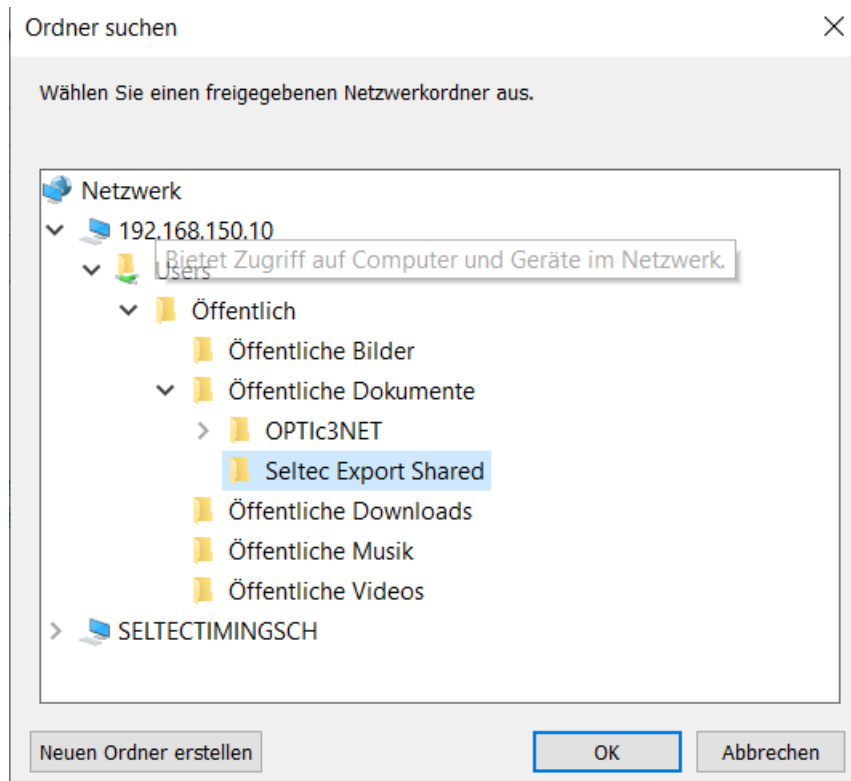 Ordner suchen
Wählen Sie einen freigegebenen Netzwerkordner aus.
Netzwerk
192.168.150.10
Bietet Zugriff auf Computer und Geräte im Netzwerk.
Users
Öffentlich
Öffentliche Bilder
Öffentliche Dokumente
OPTIc3NET
Seltec Export Shared
Öffentliche Downloads
Öffentliche Musik
Öffentliche Videos
SELTECTIMINGSCH
Neuen Ordner erstellen OK Abbrechen